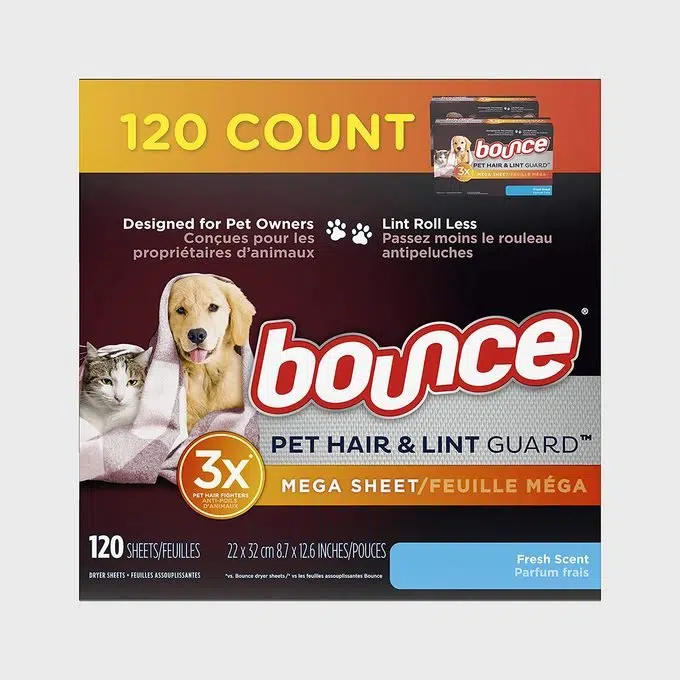 120 COUNT
bounce
PET HAIR & LINT GUARD
3X
MEGA SHEET/FEUILLE MÉGA
Designed for Pet Owners
Conçues pour les
propriétaires d'animaux
Lint Roll Less
Passez moins le rouleau
antipeluches
bounce®
PET HAIR & LINT GUARD™
3X*
PET HAIR FIGHTERS
ANTI-POILS
D'ANIMAUX
MEGA SHEET/FEUILLE MÉGA
120 SHEETS/FEUILLES
22 x 32 cm 8.7 x 12.6 INCHES/POUCES
DRYER SHEETS • FEUILLES ASSOUPLISSANTES
*vs. Bounce dryer sheets/* vs les feuilles assouplissantes Bounce
Fresh Scent
Parfum frais